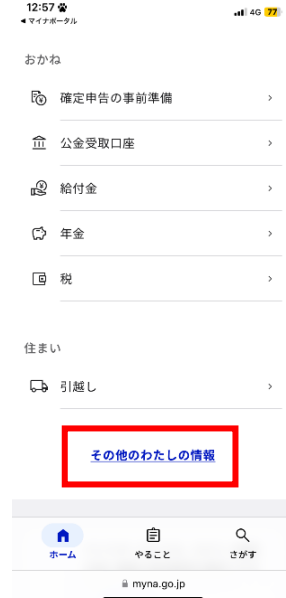 12:57
4G 77
◀ マイナポータル
おかね
確定申告の事前準備
公金受取口座
給付金
年金
税
住まい
引越し
その他のわたしの情報
ホーム やること さがす
myna.go.jp